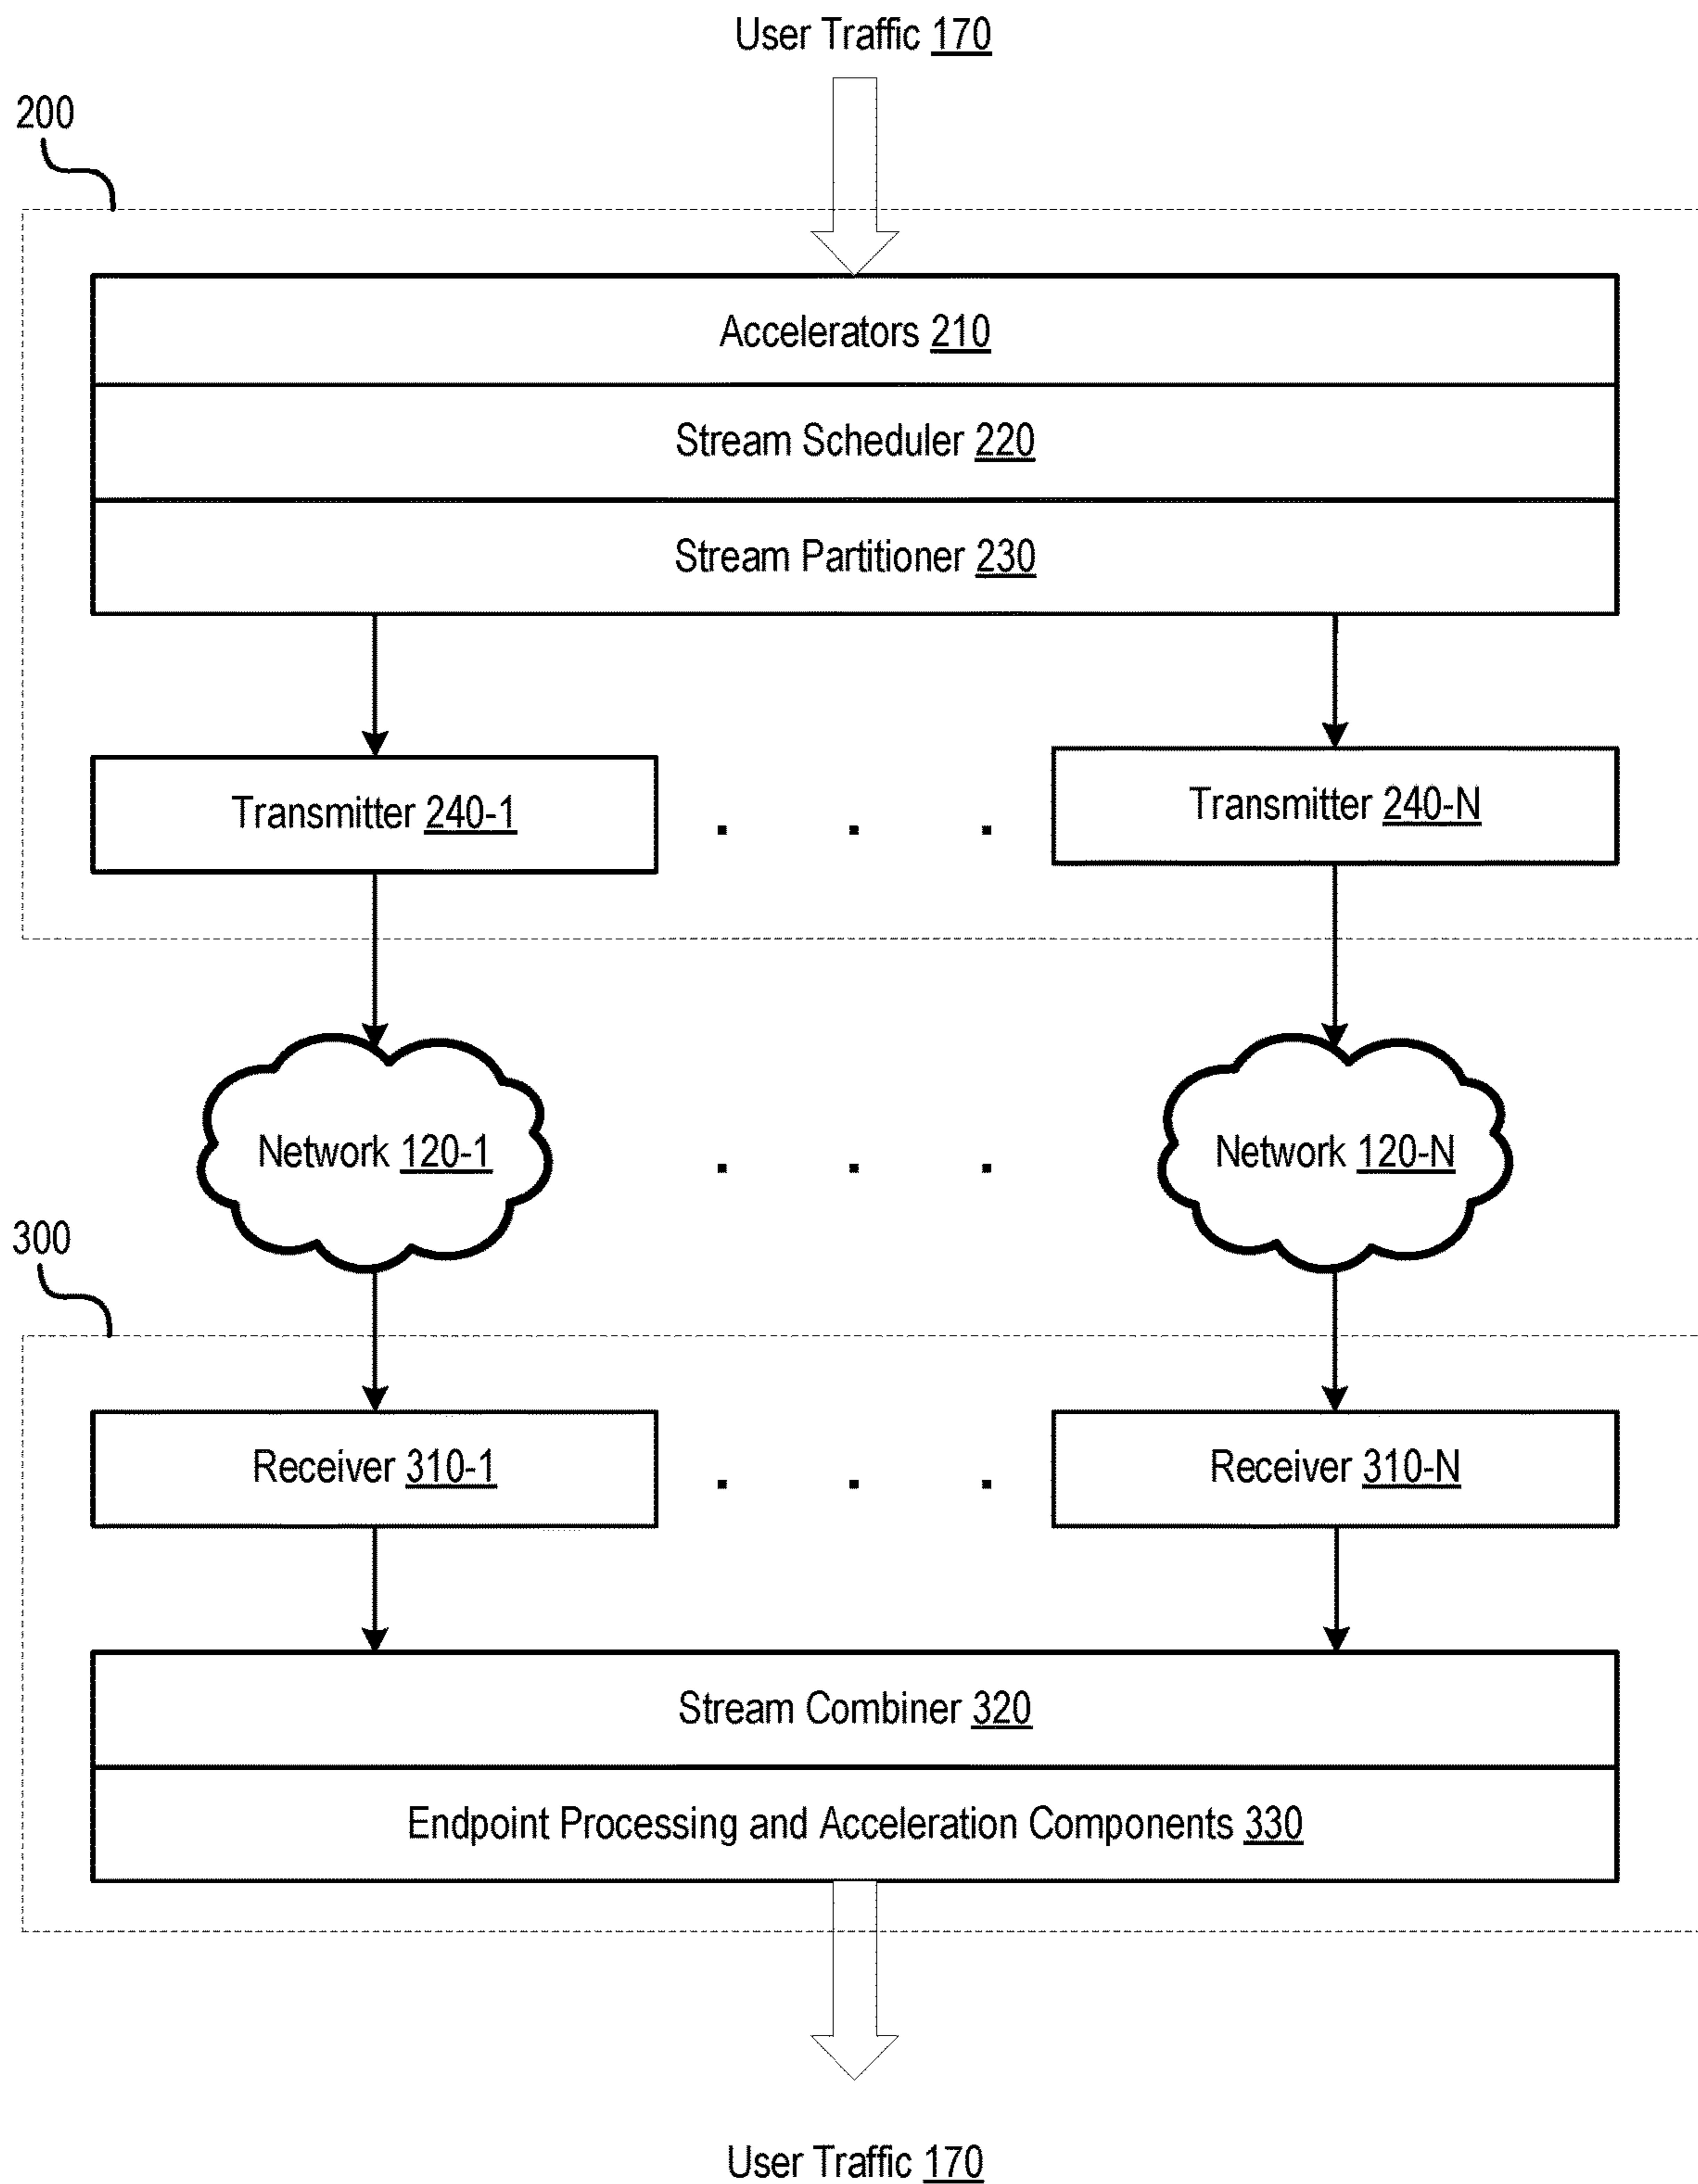 User Traffic 170
200
Accelerators 210
Stream Scheduler 220
Stream Partitioner 230
Transmitter 240-1
. . .
Transmitter 240-N
Network 120-1
. . .
Network 120-N
300
Receiver 310-1
. . .
Receiver 310-N
Stream Combiner 320
Endpoint Processing and Acceleration Components 330
User Traffic 170